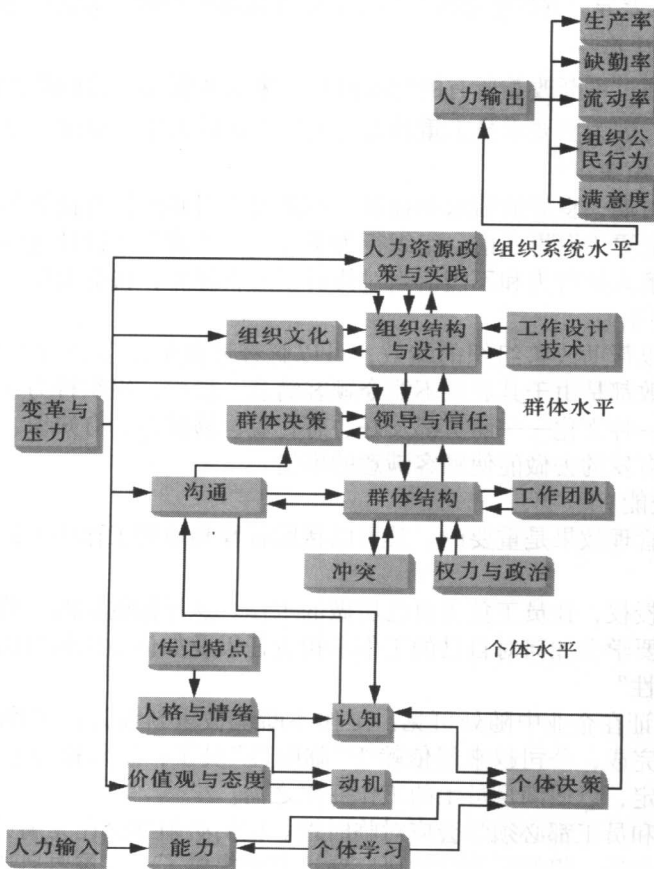 生产率
缺勤率
人力输出
流动率
组织公
民行为
满意度
组织系统水平
人力资源政
策与实践
组织文化
组织结构
与设计
工作设计
技术
群体水平
变革与
压力
群体决策
领导与信任
沟通
群体结构
工作团队
冲突
权力与政治
个体水平
传记特点
人格与情绪
认知
价值观与态度
动机
个体决策
人力输入
能力
个体学习